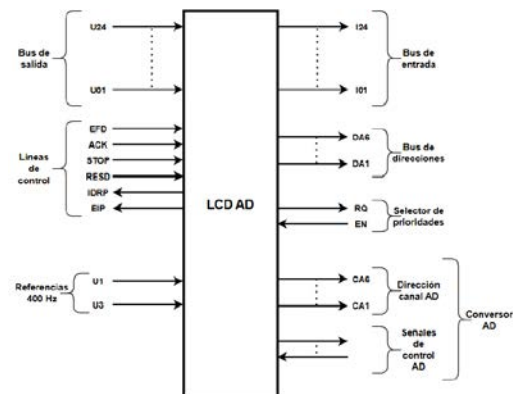 Bus de
salida
U24
U01
Lineas
de
control
EFD
ACK
STOP
RESD
IDRP
EIP
Referencias
400 Hz
U1
U3
LCD AD
I24
I01
Bus de
entrada
DA6
DA1
Bus de
direcciones
RQ
EN
Selector de
prioridades
CA6
CA1
Dirección
canal AD
Señales
de
control
AD
Conversor
AD